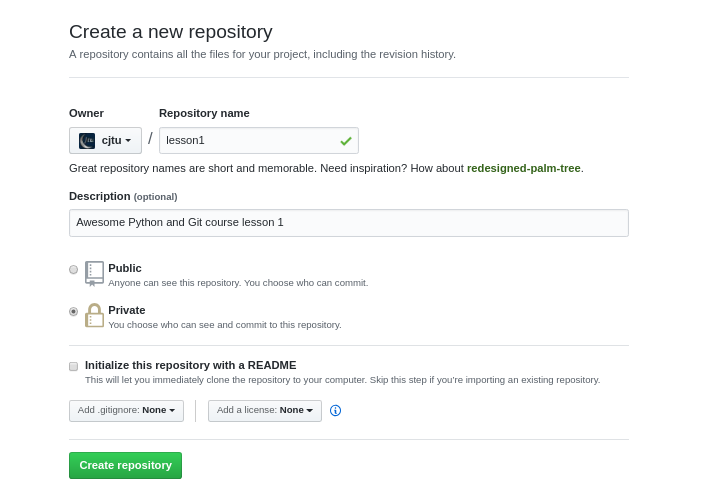 Create a new repository
A repository contains all the files for your project, including the revision history.
Owner Repository name
cjtu / lesson1
Great repository names are short and memorable. Need inspiration? How about redesigned-palm-tree.
Description (optional)
Awesome Python and Git course lesson 1
Public
Anyone can see this repository. You choose who can commit.
Private
You choose who can see and commit to this repository.
Initialize this repository with a README
This will let you immediately clone the repository to your computer. Skip this step if you're importing an existing repository.
Add .gitignore: None Add a license: None
Create repository